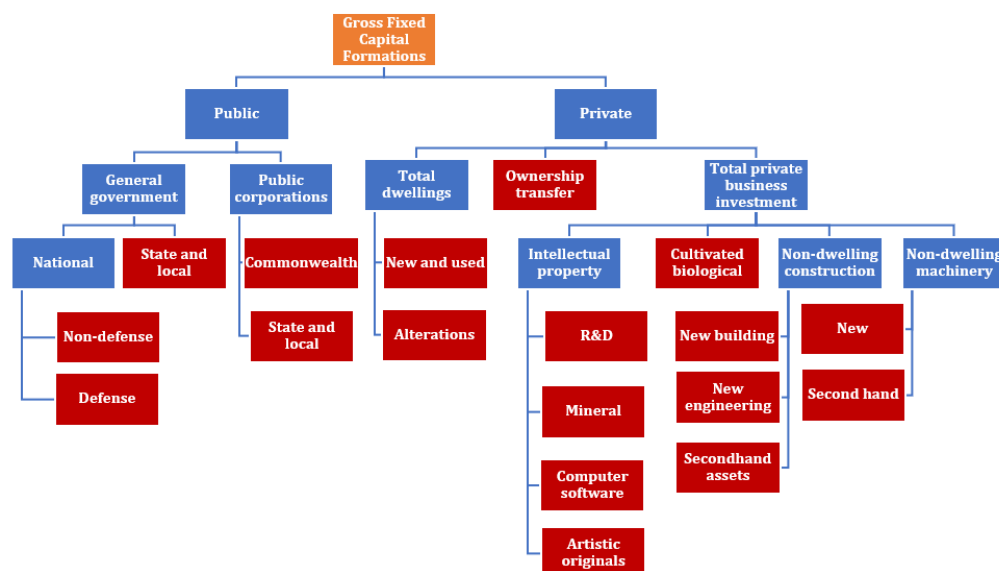 Gross Fixed
Capital
Formations
Public
Private
General
government
Public
corporations
Total
dwellings
Ownership
transfer
Total private
business
investment
National
State and
local
Commonwealth
New and used
Intellectual
property
Cultivated
biological
Non-dwelling
construction
Non-dwelling
machinery
Non-defense
State and
local
Alterations
R&D
New building
New
Defense
Mineral
New
engineering
Second hand
Computer
software
Secondhand
assets
Artistic
originals